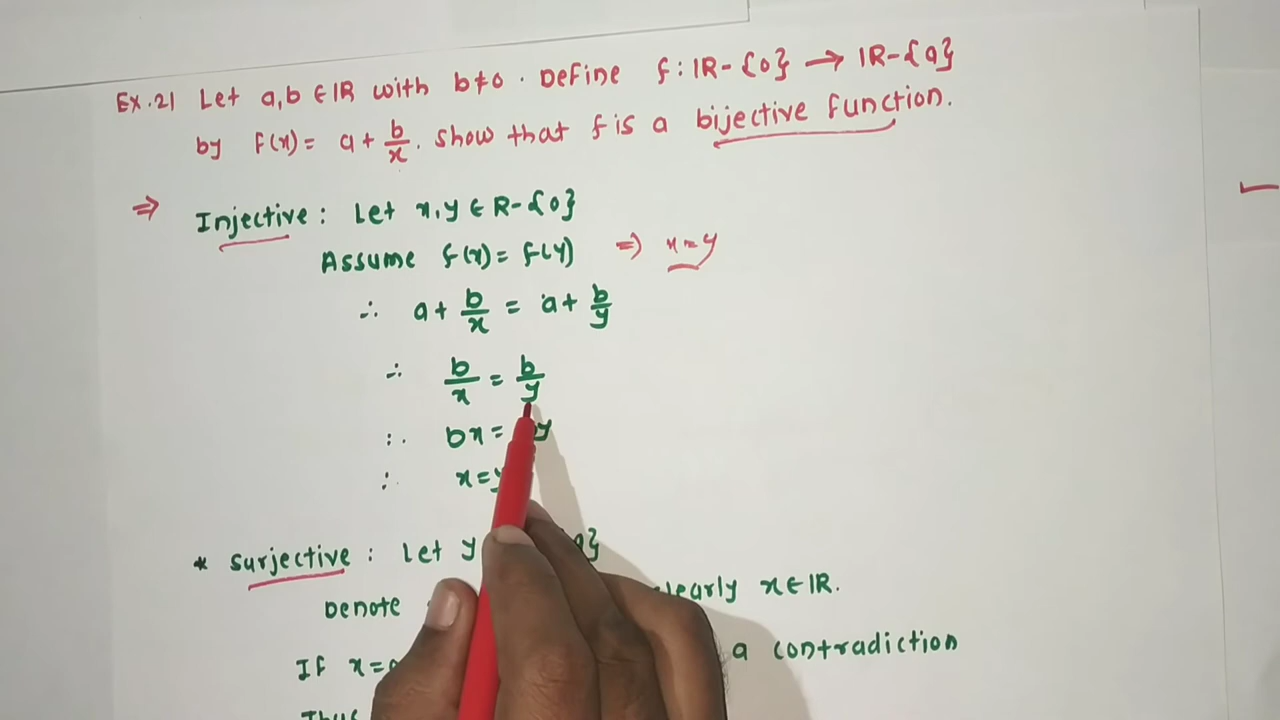 Ex.21 Let a,b ∈ IR with b≠0. Define f: IR-{0} → IR-{a}
by f(x)= a+ b/x. show that f is a bijective function.
⇒ Injective: Let x,y ∈ R-{0}
Assume f(x)= f(y) ⇒ x=y
∴ a+ b/x = a+ b/y
∴ b/x = b/y
∴ bx= y
∴ x=y
* Surjective: Let y a}
Denote clearly x∈IR.
If x= a contradiction
Thus